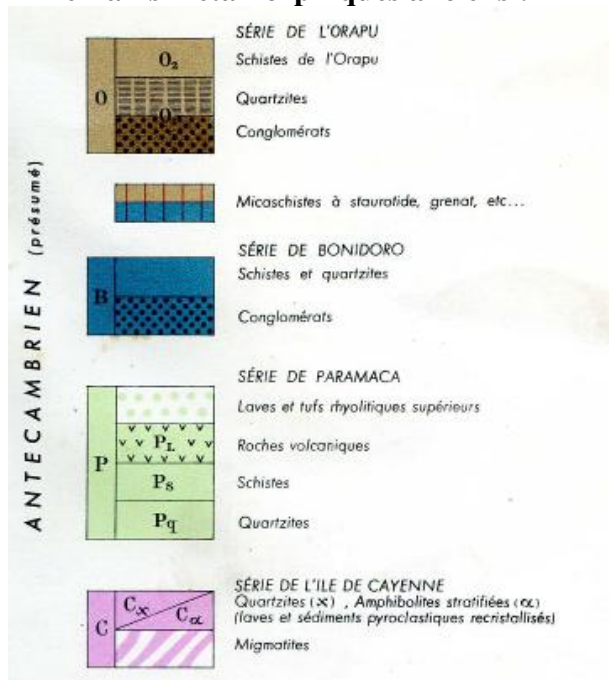 SÉRIE DE L'ORAPU
O
O₂
Schistes de l'Orapu
Quartzites
Conglomérats
Micaschistes à staurotide, grenat, etc...
SÉRIE DE BONIDORO
B
Schistes et quartzites
Conglomérats
ANTECAMBRIEN (présumé)
SÉRIE DE PARAMACA
P
Laves et tufs rhyolitiques supérieurs
P_L
Roches volcaniques
P_S
Schistes
P_q
Quartzites
SÉRIE DE L'ILE DE CAYENNE
C
C_x
C_α
Quartzites (x) , Amphibolites stratifiées (α)
(laves et sédiments pyroclastiques recristallisés)
Migmatites